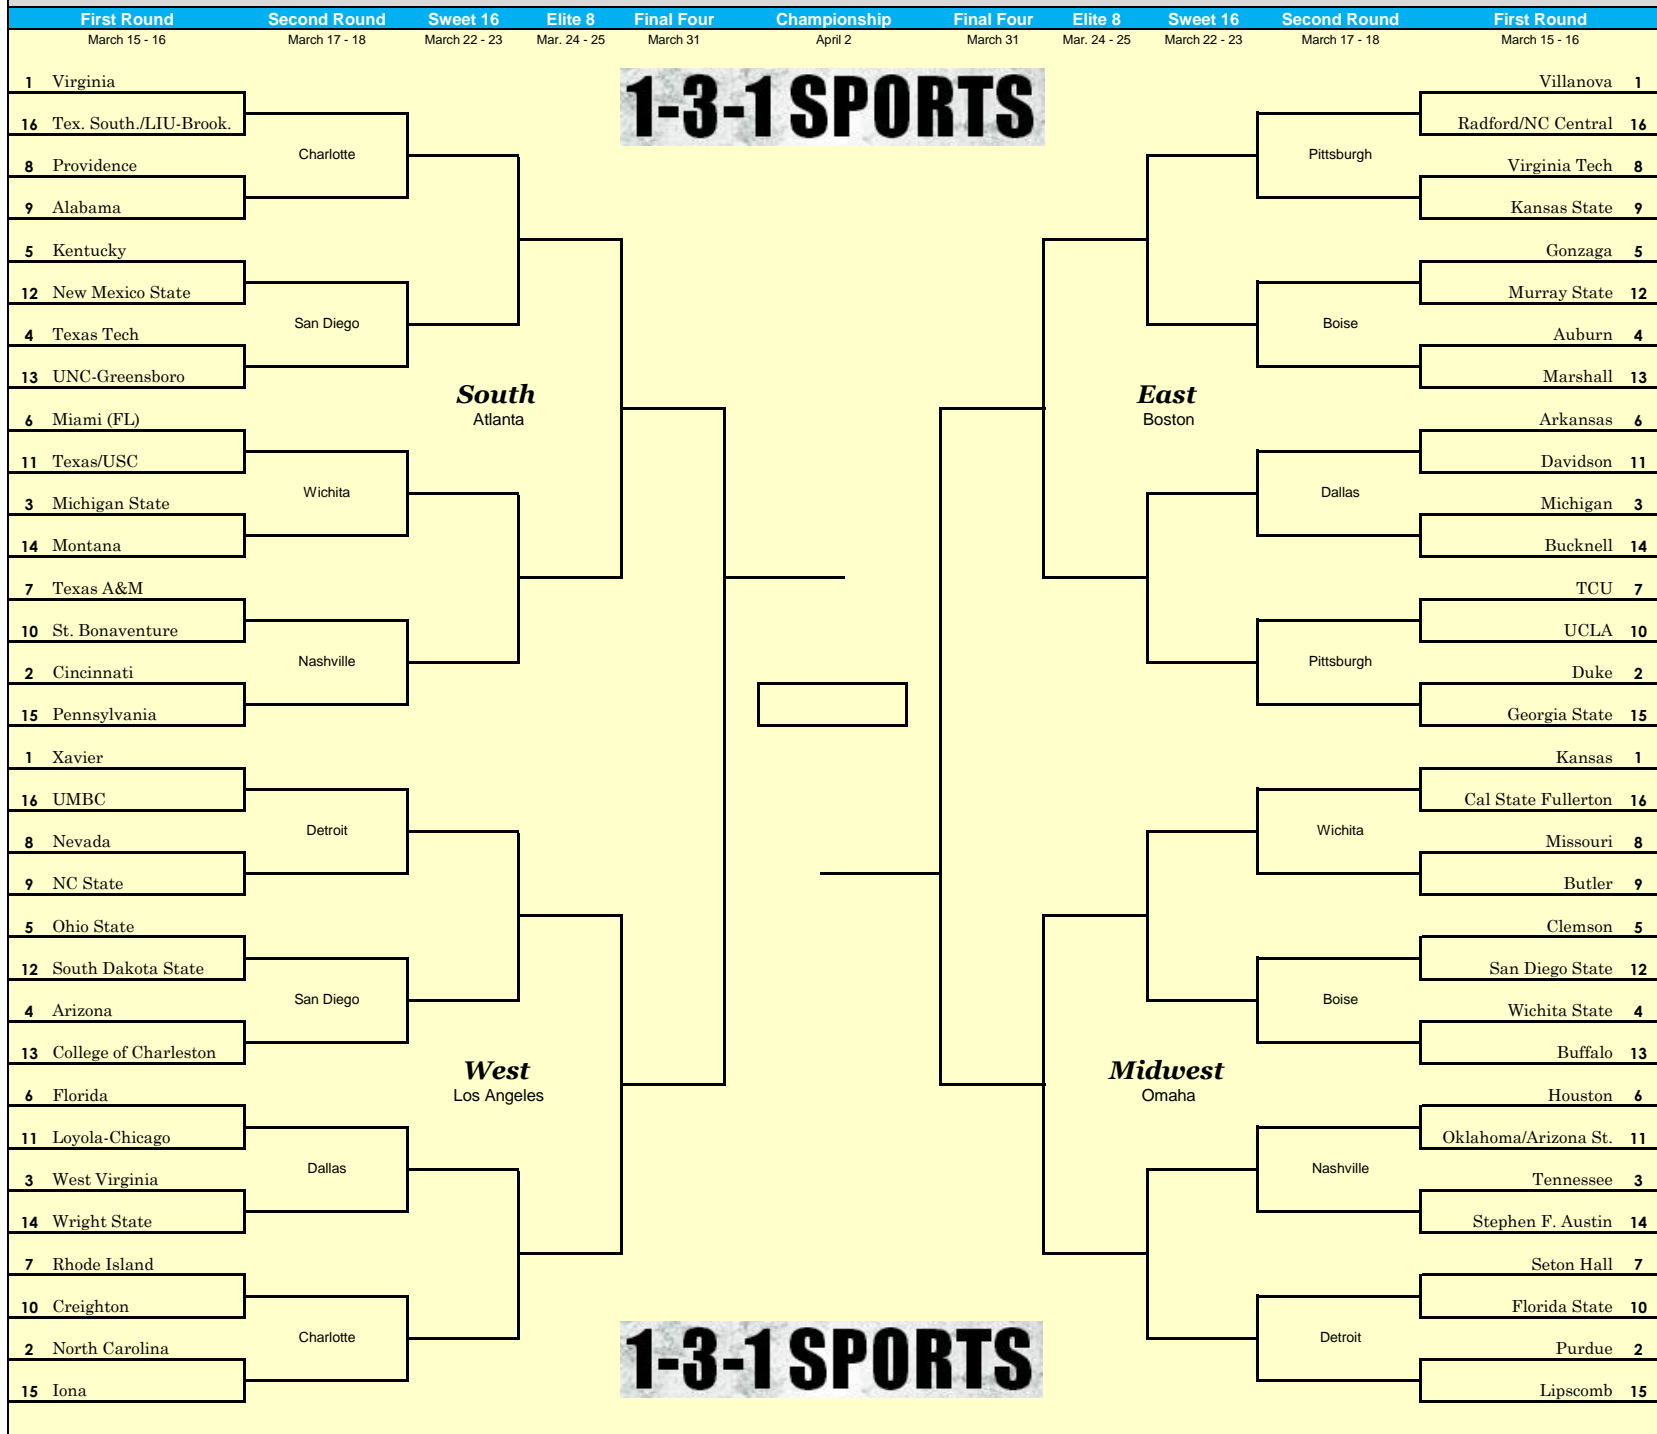 First Round Second Round Sweet 16 Elite 8 Final Four Championship Final Four Elite 8 Sweet 16 Second Round First Round
March 15 - 16 March 17 - 18 March 22 - 23 Mar. 24 - 25 March 31 April 2 March 31 Mar. 24 - 25 March 22 - 23 March 17 - 18 March 15 - 16
1-3-1 SPORTS
1 Virginia Villanova 1
16 Tex. South./LIU-Brook. Radford/NC Central 16
Charlotte Pittsburgh
8 Providence Virginia Tech 8
9 Alabama Kansas State 9
5 Kentucky Gonzaga 5
12 New Mexico State Murray State 12
San Diego Boise
4 Texas Tech Auburn 4
13 UNC-Greensboro Marshall 13
South East
Atlanta Boston
6 Miami (FL) Arkansas 6
11 Texas/USC Davidson 11
Wichita Dallas
3 Michigan State Michigan 3
14 Montana Bucknell 14
7 Texas A&M TCU 7
10 St. Bonaventure UCLA 10
Nashville Pittsburgh
2 Cincinnati Duke 2
15 Pennsylvania Georgia State 15
1 Xavier Kansas 1
16 UMBC Cal State Fullerton 16
Detroit Wichita
8 Nevada Missouri 8
9 NC State Butler 9
5 Ohio State Clemson 5
12 South Dakota State San Diego State 12
San Diego Boise
4 Arizona Wichita State 4
13 College of Charleston Buffalo 13
West Midwest
Los Angeles Omaha
6 Florida Houston 6
11 Loyola-Chicago Oklahoma/Arizona St. 11
Dallas Nashville
3 West Virginia Tennessee 3
14 Wright State Stephen F. Austin 14
7 Rhode Island Seton Hall 7
10 Creighton Florida State 10
Charlotte Detroit
2 North Carolina Purdue 2
15 Iona Lipscomb 15
1-3-1 SPORTS